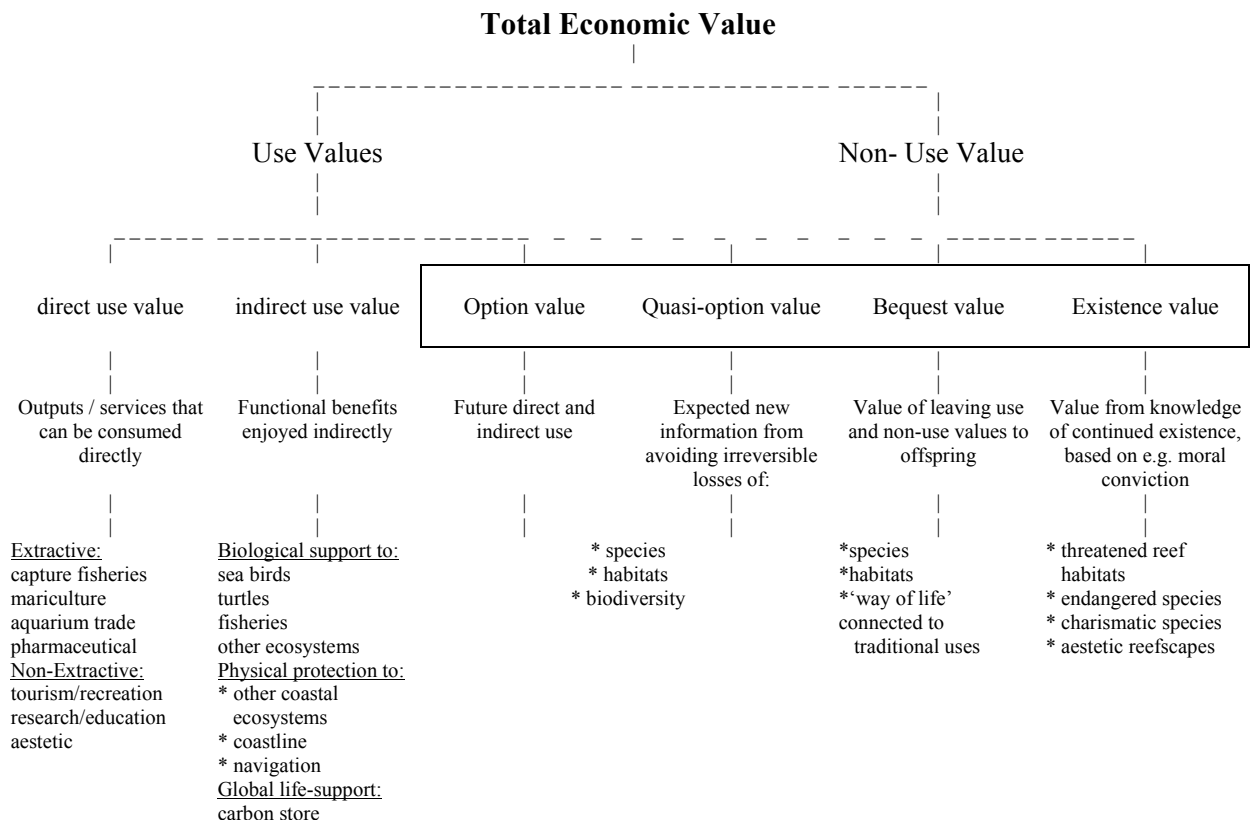 Total Economic Value
Use Values
Non- Use Value
direct use value
indirect use value
Option value
Quasi-option value
Bequest value
Existence value
Outputs / services that
can be consumed
directly
Functional benefits
enjoyed indirectly
Future direct and
indirect use
Expected new
information from
avoiding irreversible
losses of:
Value of leaving use
and non-use values to
offspring
Value from knowledge
of continued existence,
based on e.g. moral
conviction
Extractive:
capture fisheries
mariculture
aquarium trade
pharmaceutical
Non-Extractive:
tourism/recreation
research/education
aestetic
Biological support to:
sea birds
turtles
fisheries
other ecosystems
Physical protection to:
* other coastal
ecosystems
* coastline
* navigation
Global life-support:
carbon store
* species
* habitats
* biodiversity
*species
*habitats
*‘way of life’
connected to
traditional uses
* threatened reef
habitats
* endangered species
* charismatic species
* aestetic reefscapes